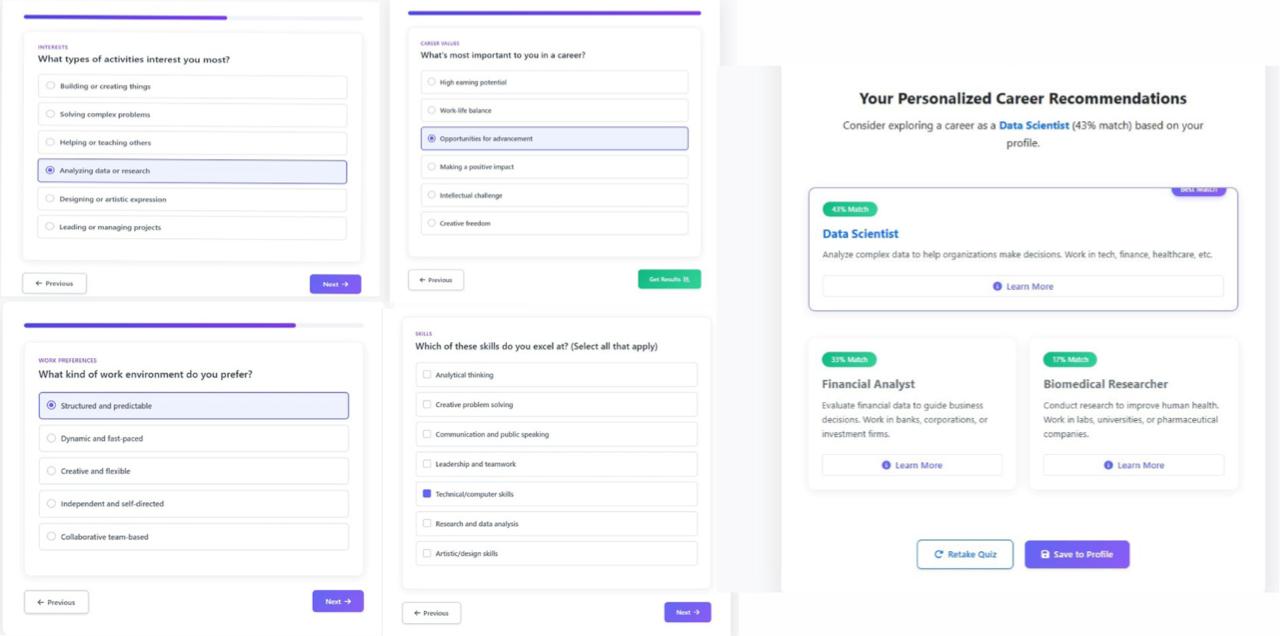 INTERESTS
What types of activities interest you most?
Building or creating things
Solving complex problems
Helping or teaching others
Analyzing data or research
Designing or artistic expression
Leading or managing projects
← Previous
Next →
CAREER VALUES
What's most important to you in a career?
High earning potential
Work-life balance
Opportunities for advancement
Making a positive impact
Intellectual challenge
Creative freedom
← Previous
Get Results
WORK PREFERENCES
What kind of work environment do you prefer?
Structured and predictable
Dynamic and fast-paced
Creative and flexible
Independent and self-directed
Collaborative team-based
← Previous
Next →
SKILLS
Which of these skills do you excel at? (Select all that apply)
Analytical thinking
Creative problem solving
Communication and public speaking
Leadership and teamwork
Technical/computer skills
Research and data analysis
Artistic/design skills
← Previous
Next →
Your Personalized Career Recommendations
Consider exploring a career as a Data Scientist (43% match) based on your
profile.
Best Match
43% Match
Data Scientist
Analyze complex data to help organizations make decisions. Work in tech, finance, healthcare, etc.
Learn More
33% Match
Financial Analyst
Evaluate financial data to guide business
decisions. Work in banks, corporations, or
investment firms.
Learn More
17% Match
Biomedical Researcher
Conduct research to improve human health.
Work in labs, universities, or pharmaceutical
companies.
Learn More
Retake Quiz
Save to Profile